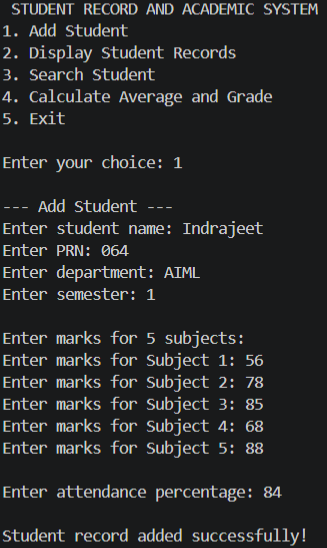 STUDENT RECORD AND ACADEMIC SYSTEM
1. Add Student
2. Display Student Records
3. Search Student
4. Calculate Average and Grade
5. Exit
Enter your choice: 1
--- Add Student ---
Enter student name: Indrajeet
Enter PRN: 064
Enter department: AIML
Enter semester: 1
Enter marks for 5 subjects:
Enter marks for Subject 1: 56
Enter marks for Subject 2: 78
Enter marks for Subject 3: 85
Enter marks for Subject 4: 68
Enter marks for Subject 5: 88
Enter attendance percentage: 84
Student record added successfully!